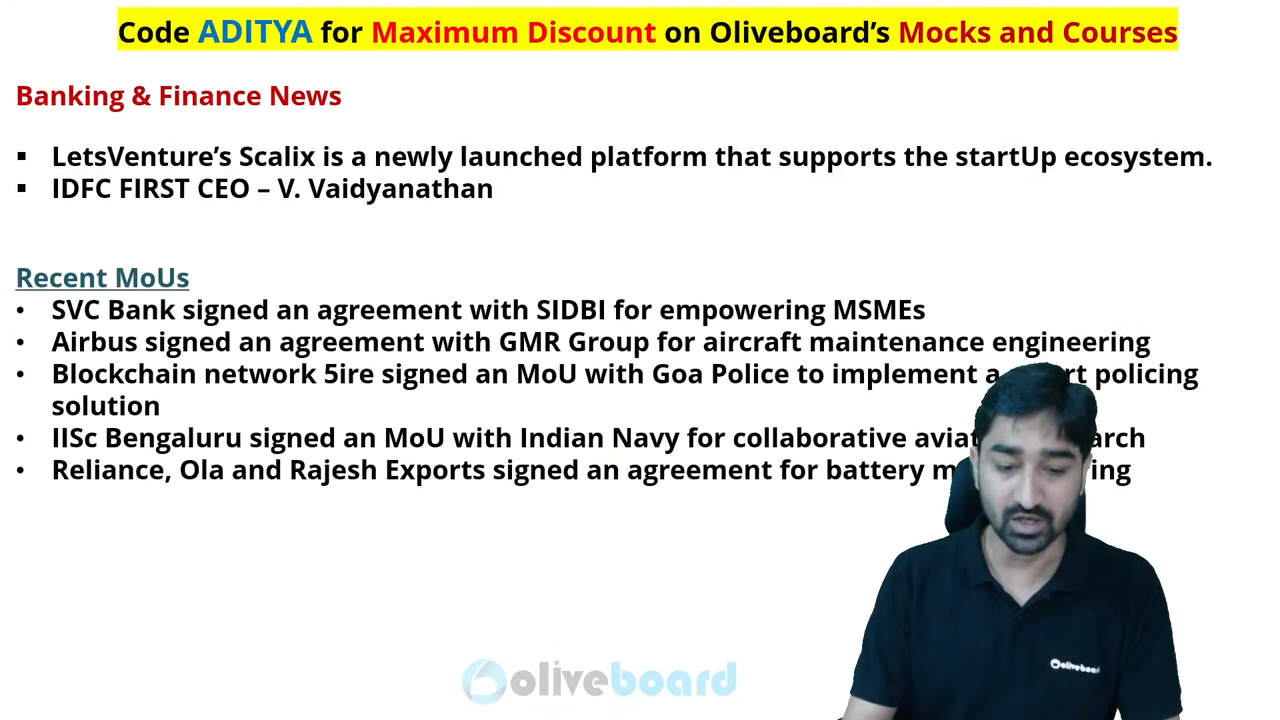 Code ADITYA for Maximum Discount on Oliveboard’s Mocks and Courses
Banking & Finance News
▪ LetsVenture’s Scalix is a newly launched platform that supports the startUp ecosystem.
▪ IDFC FIRST CEO – V. Vaidyanathan
Recent MoUs
• SVC Bank signed an agreement with SIDBI for empowering MSMEs
• Airbus signed an agreement with GMR Group for aircraft maintenance engineering
• Blockchain network 5ire signed an MoU with Goa Police to implement a policing
solution
• IISc Bengaluru signed an MoU with Indian Navy for collaborative
• Reliance, Ola and Rajesh Exports signed an agreement for battery
oliveboard
oliveboard